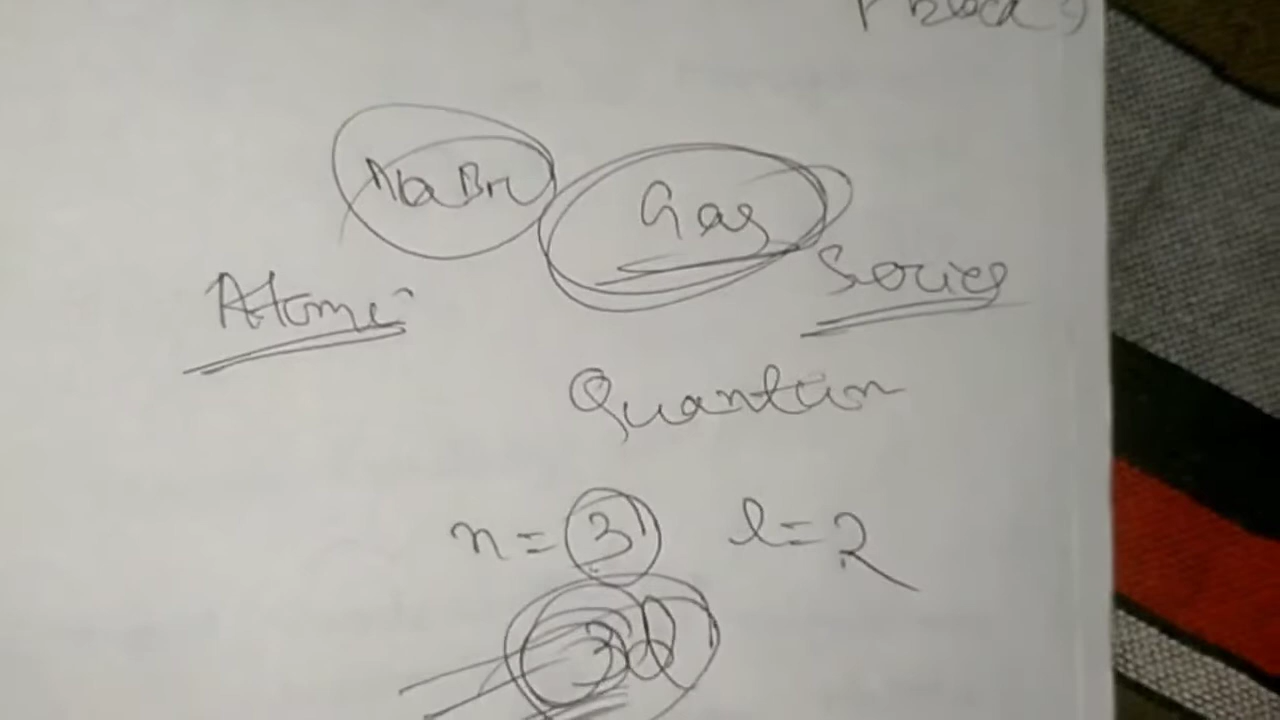 NaBr Gas
Atomic Series
Quantum
n = 3 l = 2
3d